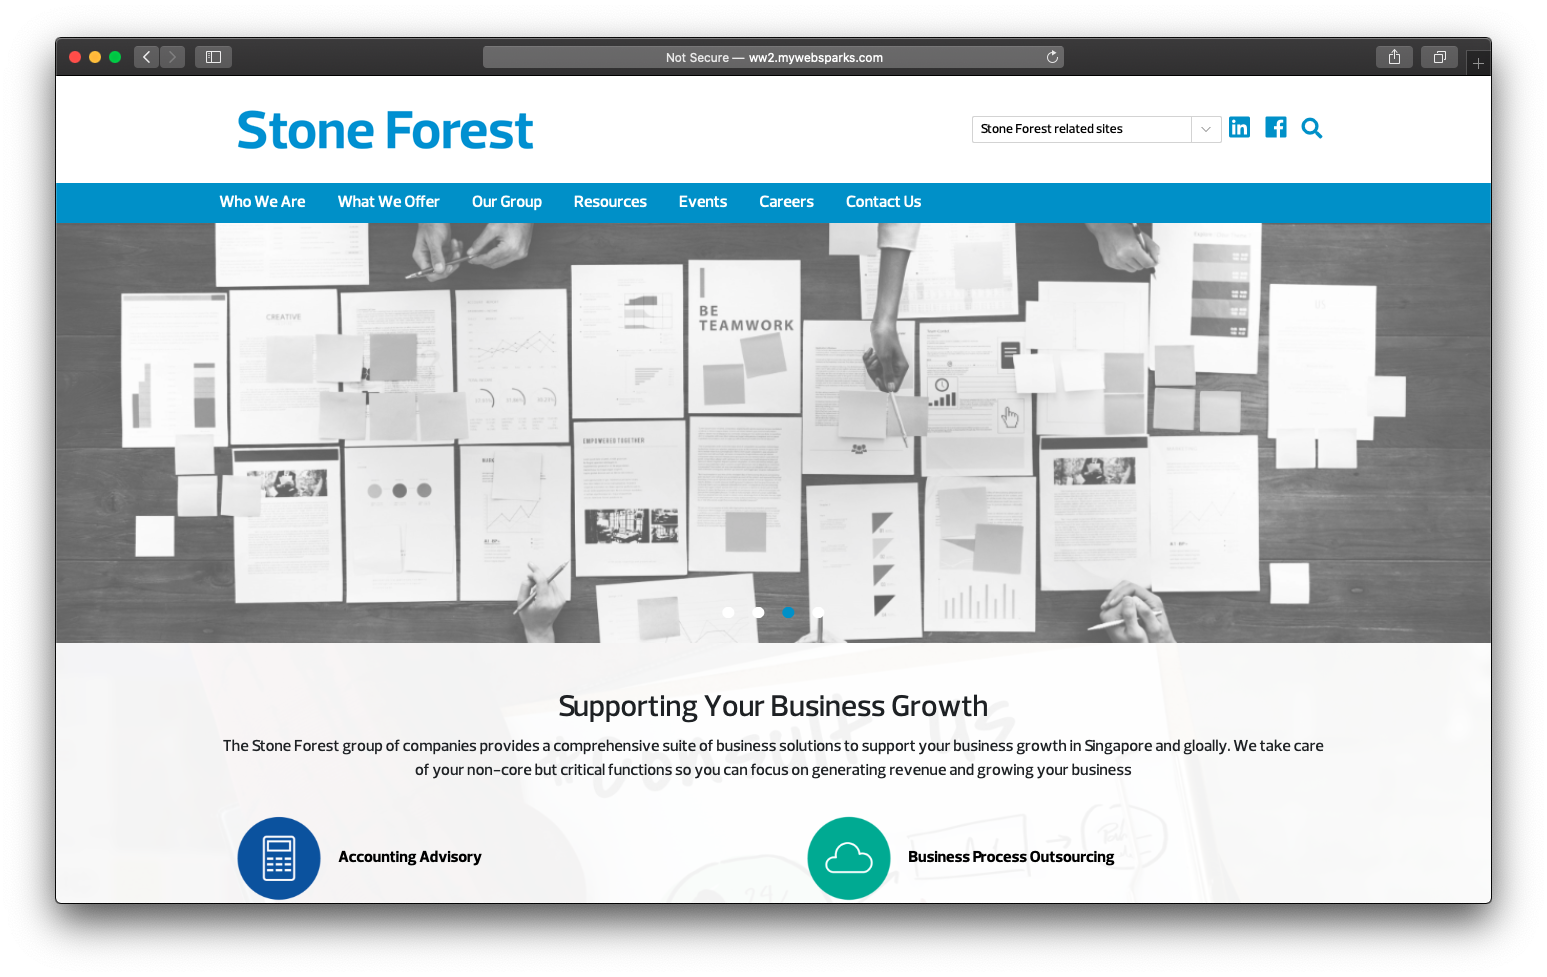 Not Secure — ww2.mywebsparks.com
Stone Forest
Stone Forest related sites
Who We Are What We Offer Our Group Resources Events Careers Contact Us
CREATIVE
BE
TEAMWORK
EMPOWERED TOGETHER
Supporting Your Business Growth
The Stone Forest group of companies provides a comprehensive suite of business solutions to support your business growth in Singapore and gloally. We take care
of your non-core but critical functions so you can focus on generating revenue and growing your business
Accounting Advisory
Business Process Outsourcing